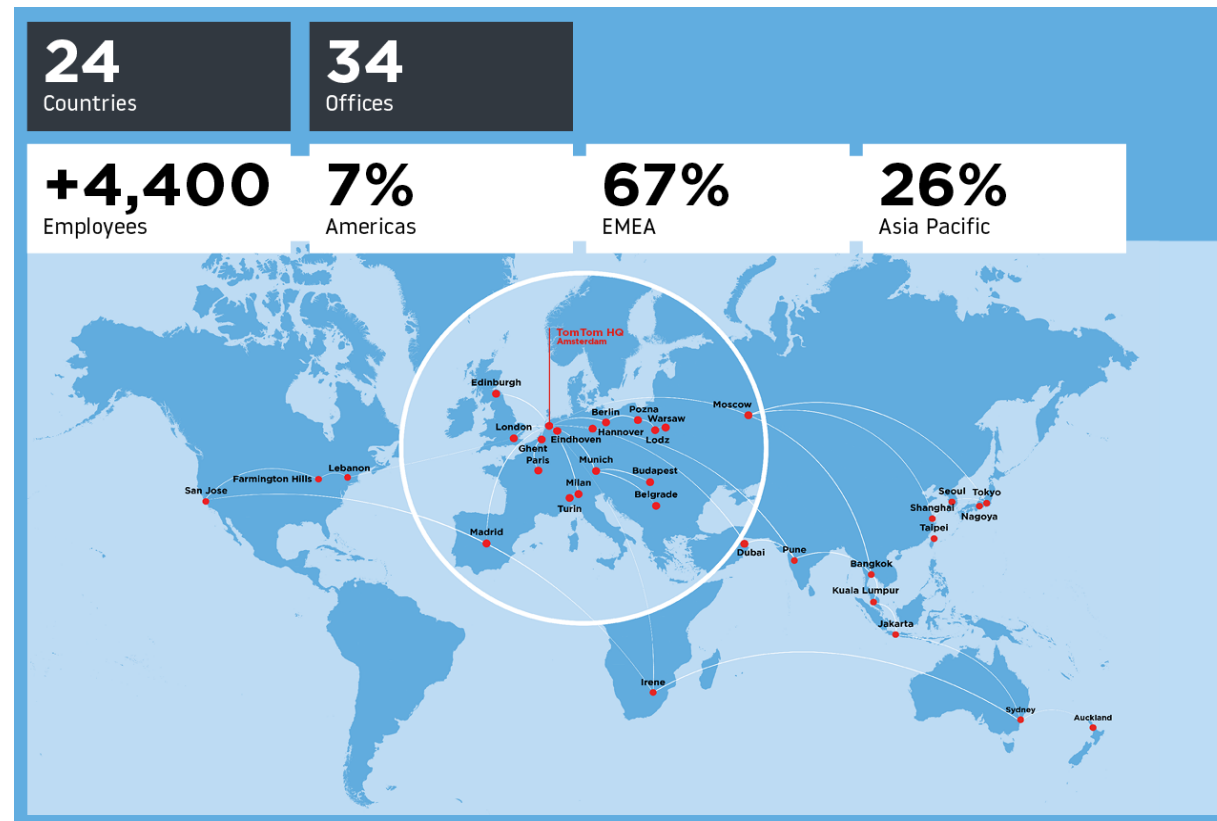 24
Countries
34
Offices
+4,400
Employees
7%
Americas
67%
EMEA
26%
Asia Pacific
TomTom HQ
Amsterdam
Edinburgh
London
Ghent
Paris
Eindhoven
Berlin
Hannover
Pozna
Warsaw
Lodz
Moscow
Munich
Budapest
Belgrade
Milan
Turin
Madrid
Farmington Hills
Lebanon
San Jose
Dubai
Pune
Seoul
Tokyo
Nagoya
Shanghai
Taipei
Bangkok
Kuala Lumpur
Jakarta
Irene
Sydney
Auckland